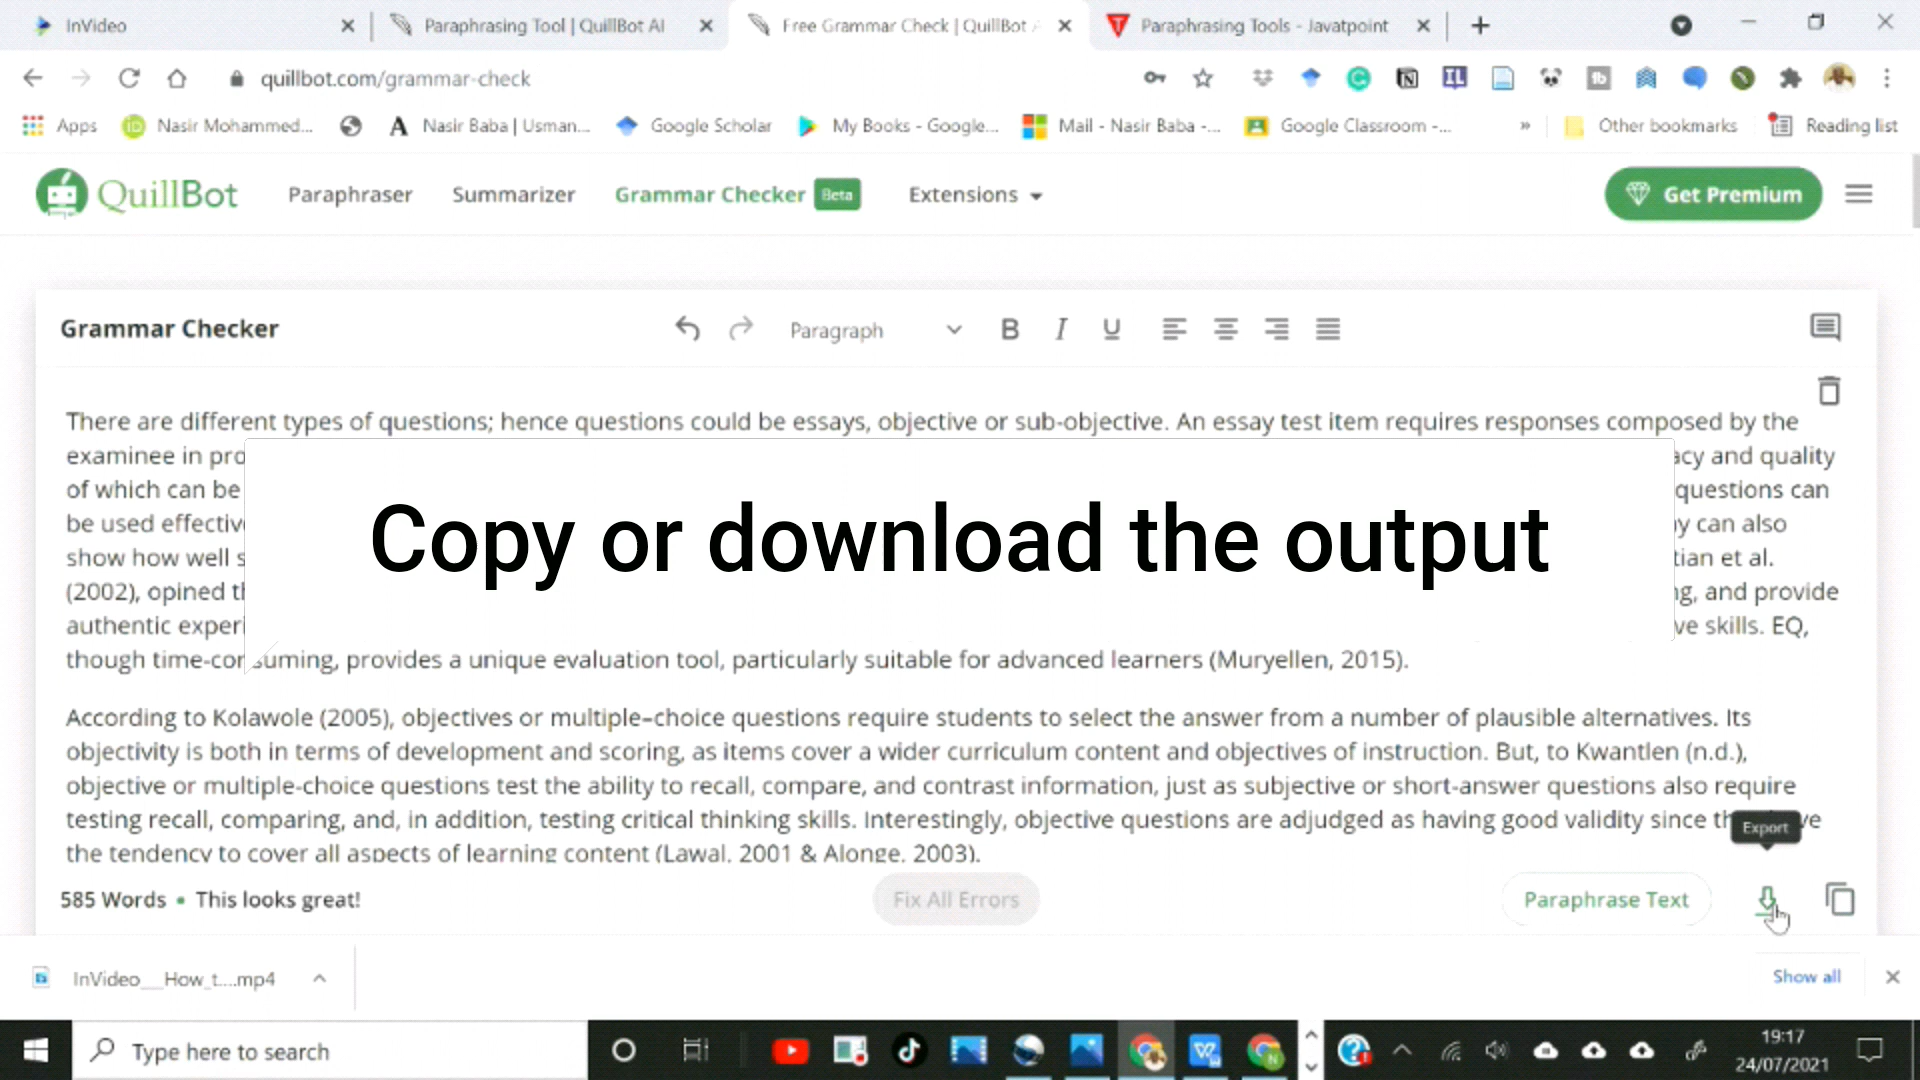 InVideo
Paraphrasing Tool | QuillBot AI
Free Grammar Check | QuillBot A
Paraphrasing Tools - Javatpoint
quillbot.com/grammar-check
Apps
Nasir Mohammed...
Nasir Baba | Usman...
Google Scholar
My Books - Google...
Mail - Nasir Baba -...
Google Classroom -...
Other bookmarks
Reading list
QuillBot
Paraphraser
Summarizer
Grammar Checker Beta
Extensions
Get Premium
Grammar Checker
Paragraph
B I U
There are different types of questions; hence questions could be essays, objective or sub-objective. An essay test item requires responses composed by the
examinee in pro acy and quality
of which can be questions can
be used effectiv y can also
show how well s tian et al.
(2002), opined th ng, and provide
authentic experi ve skills. EQ,
though time-consuming, provides a unique evaluation tool, particularly suitable for advanced learners (Muryellen, 2015).
Copy or download the output
According to Kolawole (2005), objectives or multiple–choice questions require students to select the answer from a number of plausible alternatives. Its
objectivity is both in terms of development and scoring, as items cover a wider curriculum content and objectives of instruction. But, to Kwantlen (n.d.),
objective or multiple-choice questions test the ability to recall, compare, and contrast information, just as subjective or short-answer questions also require
testing recall, comparing, and, in addition, testing critical thinking skills. Interestingly, objective questions are adjudged as having good validity since th ve
the tendency to cover all aspects of learning content (Lawal, 2001 & Alonge, 2003).
Export
585 Words • This looks great!
Fix All Errors
Paraphrase Text
InVideo__How_t....mp4
Show all
Type here to search
19:17
24/07/2021